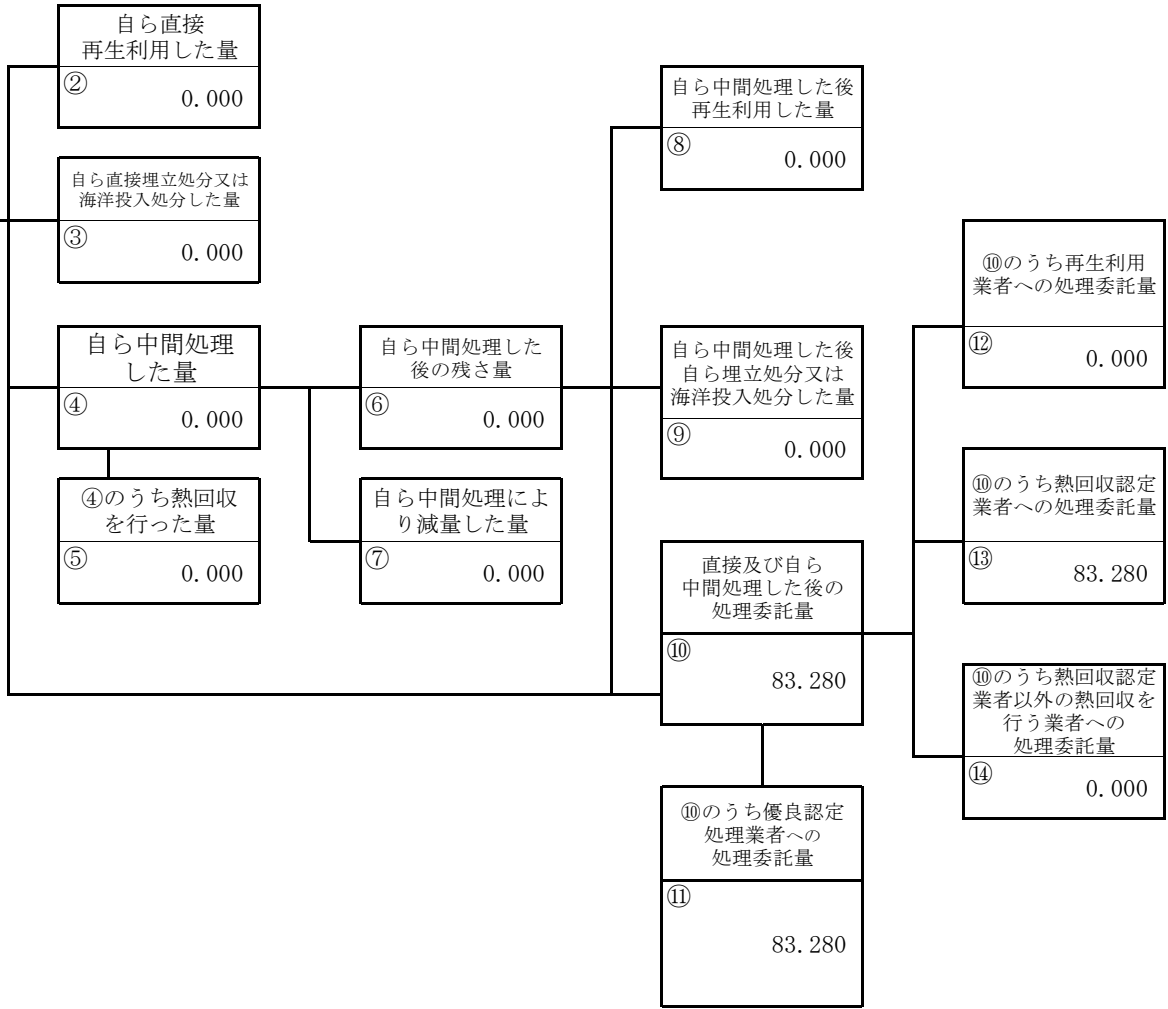 自ら直接
再生利用した量
②
0.000
自ら直接埋立処分又は
海洋投入処分した量
③
0.000
自ら中間処理
した量
④
0.000
④のうち熱回収
を行った量
⑤
0.000
自ら中間処理した
後の残さ量
⑥
0.000
自ら中間処理によ
り減量した量
⑦
0.000
自ら中間処理した後
再生利用した量
⑧
0.000
自ら中間処理した後
自ら埋立処分又は
海洋投入処分した量
⑨
0.000
直接及び自ら
中間処理した後の
処理委託量
⑩
83.280
⑩のうち優良認定
処理業者への
処理委託量
⑪
83.280
⑩のうち再生利用
業者への処理委託量
⑫
0.000
⑩のうち熱回収認定
業者への処理委託量
⑬
83.280
⑩のうち熱回収認定
業者以外の熱回収を
行う業者への
処理委託量
⑭
0.000